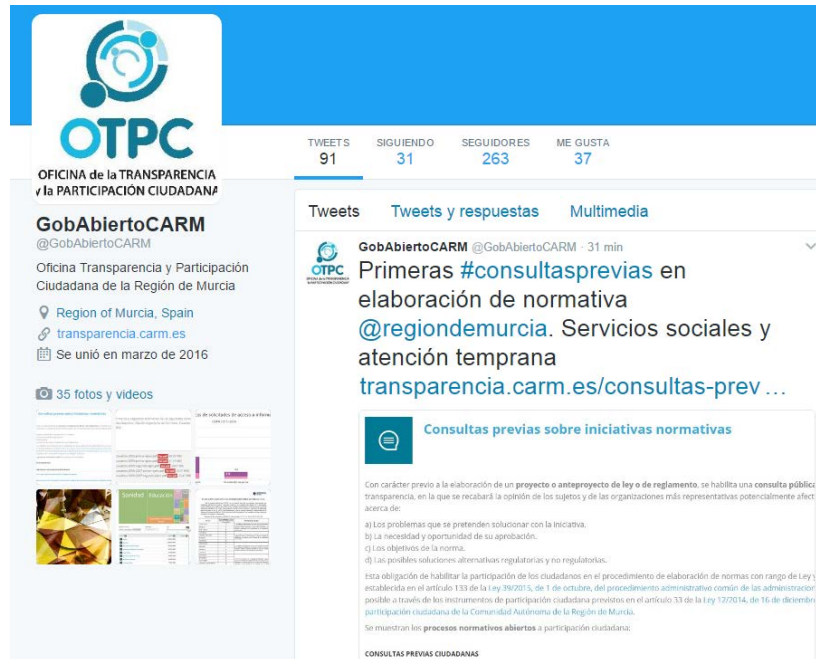 OTPC
OFICINA de la TRANSPARENCIA
y la PARTICIPACIÓN CIUDADANA
TWEETS SIGUIENDO SEGUIDORES ME GUSTA
91 31 263 37
GobAbiertoCARM
@GobAbiertoCARM
Oficina Transparencia y Participación
Ciudadana de la Región de Murcia
Region of Murcia, Spain
transparencia.carm.es
Se unió en marzo de 2016
35 fotos y videos
Sanidad Educación
Tweets Tweets y respuestas Multimedia
OTPC
GobAbiertoCARM @GobAbiertoCARM · 31 min
Primeras #consultasprevias en
elaboración de normativa
@regiondemurcia. Servicios sociales y
atención temprana
transparencia.carm.es/consultas-prev…
Consultas previas sobre iniciativas normativas
Con carácter previo a la elaboración de un proyecto o anteproyecto de ley o de reglamento, se habilita una consulta pública
transparencia, en la que se recabará la opinión de los sujetos y de las organizaciones más representativas potencialmente afect
acerca de:
a) Los problemas que se pretenden solucionar con la iniciativa.
b) La necesidad y oportunidad de su aprobación.
c) Los objetivos de la norma.
d) Las posibles soluciones alternativas regulatorias y no regulatorias.
Esta obligación de habilitar la participación de los ciudadanos en el procedimiento de elaboración de normas con rango de Ley y
establecida en el artículo 133 de la Ley 39/2015, de 1 de octubre, del procedimiento administrativo común de las administracion
posible a través de los instrumentos de participación ciudadana previstos en el artículo 33 de la Ley 12/2014, de 16 de diciembre
participación ciudadana de la Comunidad Autónoma de la Región de Murcia.
Se muestran los procesos normativos abiertos a participación ciudadana:
CONSULTAS PREVIAS CIUDADANAS